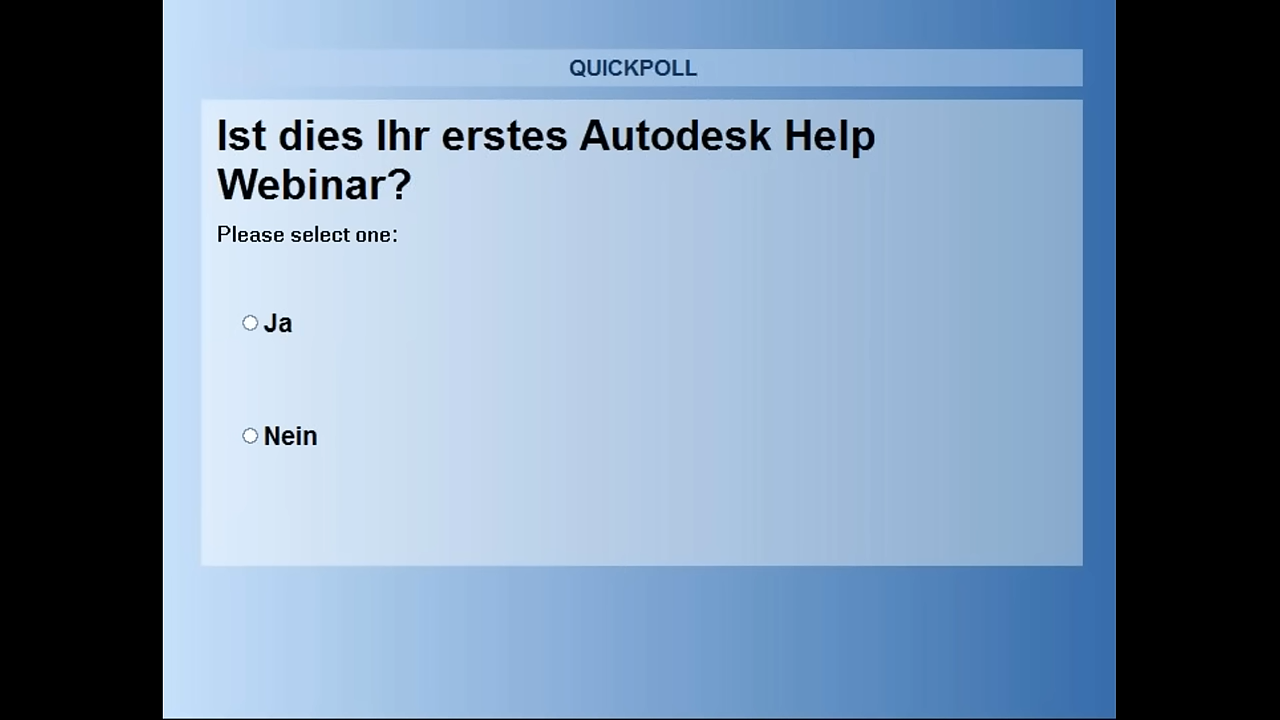 QUICKPOLL
Ist dies Ihr erstes Autodesk Help
Webinar?
Please select one:
Ja
Nein